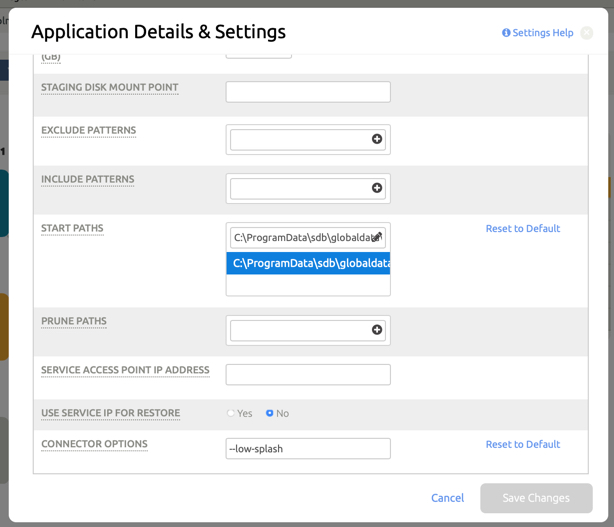 Application Details & Settings
Settings Help
(GB)
STAGING DISK MOUNT POINT
EXCLUDE PATTERNS
INCLUDE PATTERNS
START PATHS
C:\ProgramData\sdb\globaldata
Reset to Default
C:\ProgramData\sdb\globaldata
PRUNE PATHS
SERVICE ACCESS POINT IP ADDRESS
USE SERVICE IP FOR RESTORE
Yes No
CONNECTOR OPTIONS
--low-splash
Reset to Default
Cancel
Save Changes